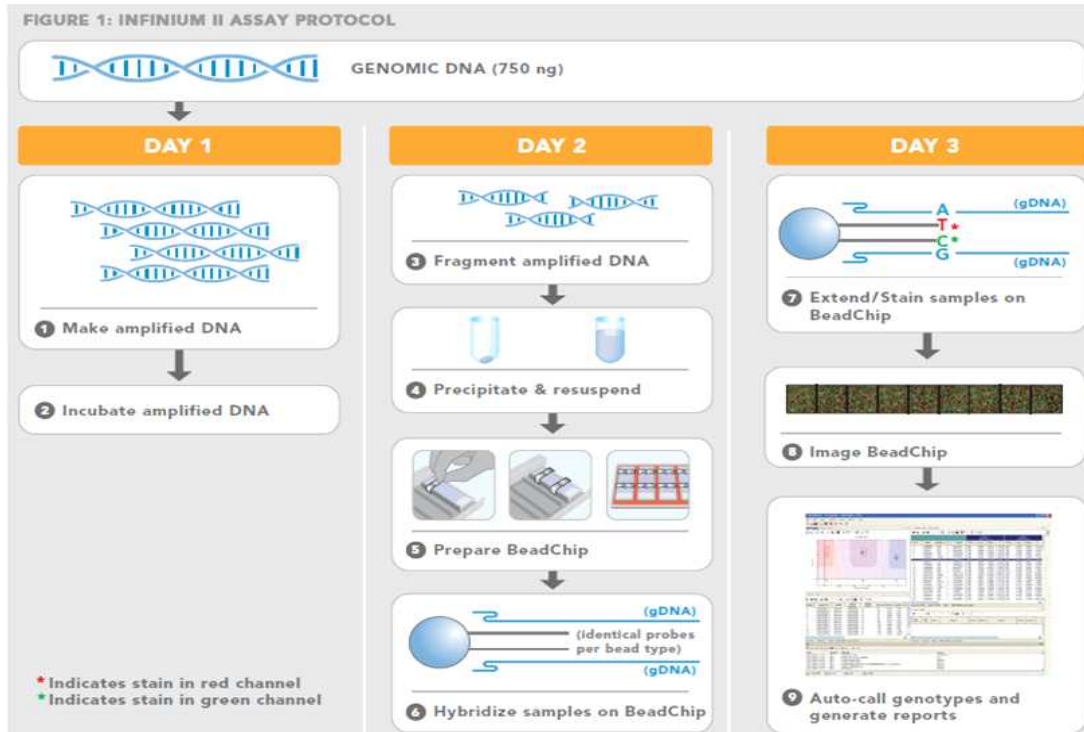 FIGURE 1: INFINIUM II ASSAY PROTOCOL
GENOMIC DNA (750 ng)
DAY 1
1 Make amplified DNA
2 Incubate amplified DNA
* Indicates stain in red channel
* Indicates stain in green channel
DAY 2
3 Fragment amplified DNA
4 Precipitate & resuspend
5 Prepare BeadChip
(gDNA)
(identical probes
per bead type)
(gDNA)
6 Hybridize samples on BeadChip
DAY 3
A (gDNA)
T*
C*
G (gDNA)
7 Extend/Stain samples on
BeadChip
8 Image BeadChip
9 Auto-call genotypes and
generate reports